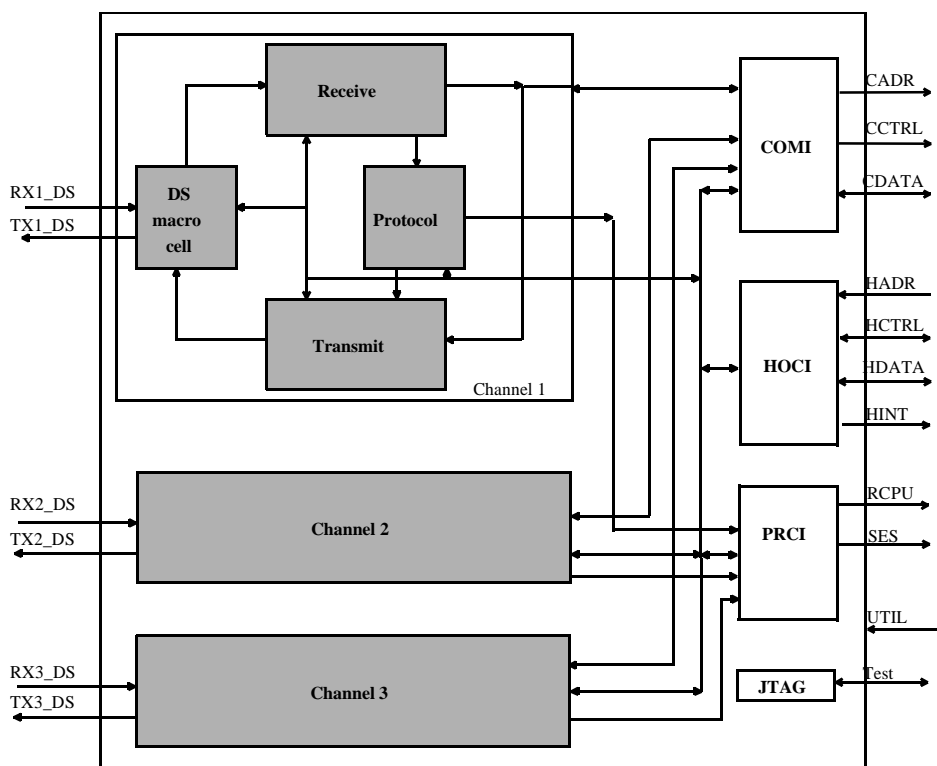 Receive
CADR
CCTRL
COMI
CDATA
RX1_DS
TX1_DS
DS
macro
cell
Protocol
HADR
HCTRL
HOCI
HDATA
HINT
Transmit
Channel 1
RX2_DS
TX2_DS
Channel 2
RCPU
PRCI
SES
UTIL
RX3_DS
TX3_DS
Channel 3
JTAG
Test